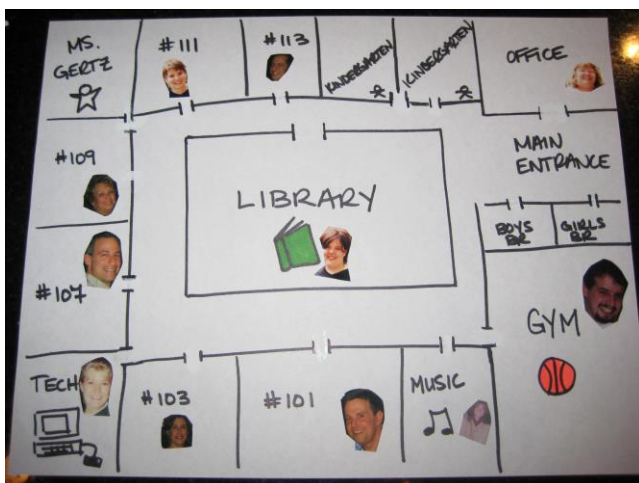 MS.
GERTZ
#111
#113
KINDERGARTEN
KINDERGARTEN
OFFICE
#109
MAIN
ENTRANCE
LIBRARY
BOYS
BR
GIRLS
BR
#107
GYM
TECH
#103
#101
MUSIC